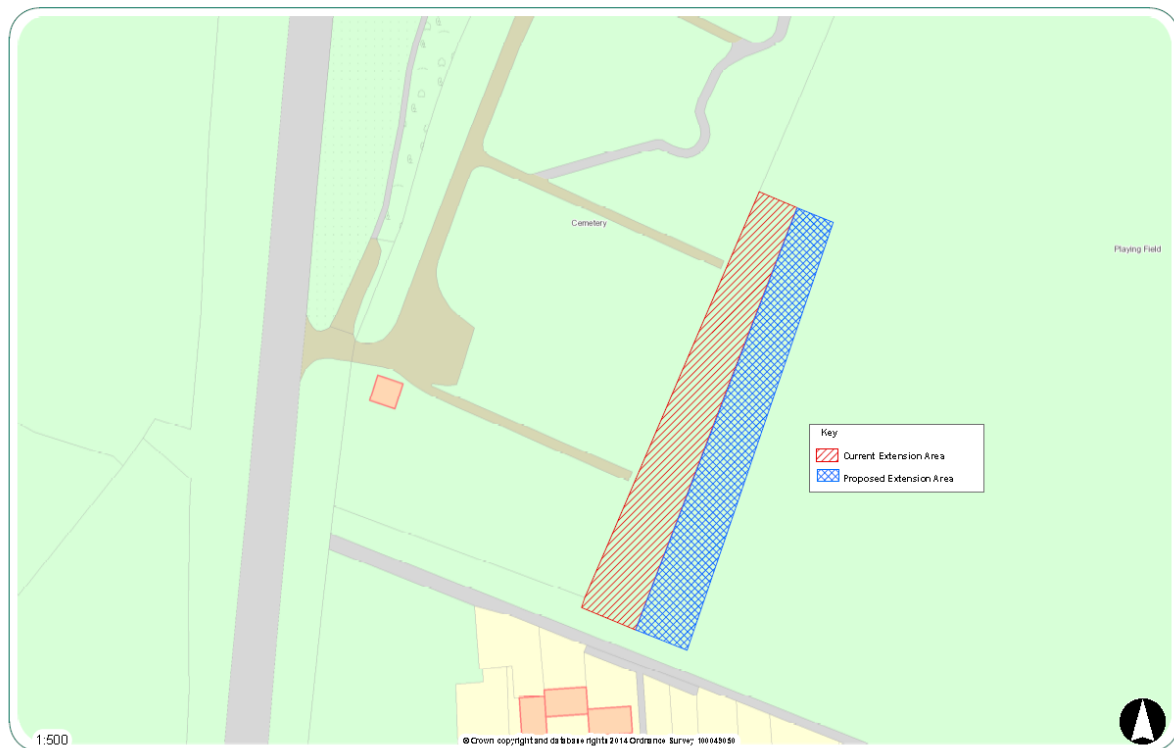 Cemetery
Playing Field
Key
Current Extension Area
Proposed Extension Area
1:500
© Crown copyright and database rights 2014 Ordnance Survey 100049050